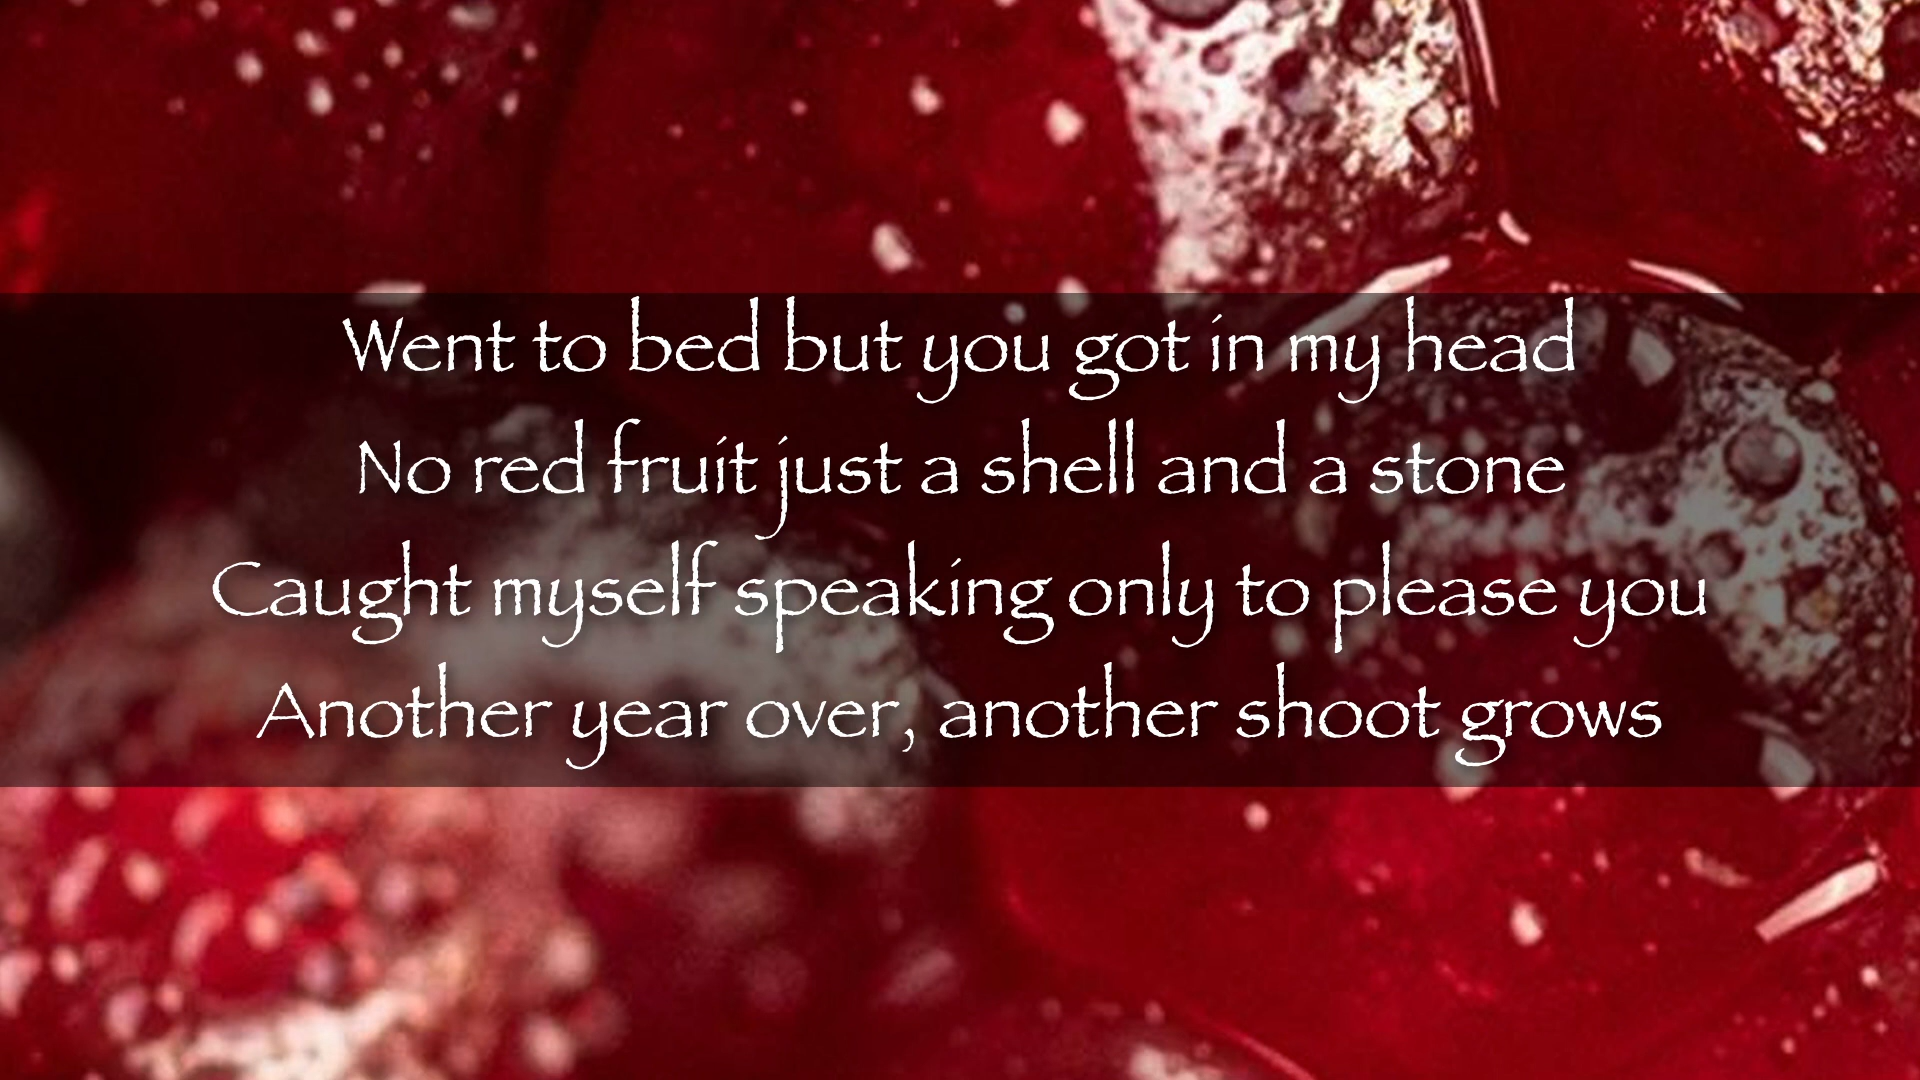 Went to bed but you got in my head
No red fruit just a shell and a stone
Caught myself speaking only to please you
Another year over, another shoot grows